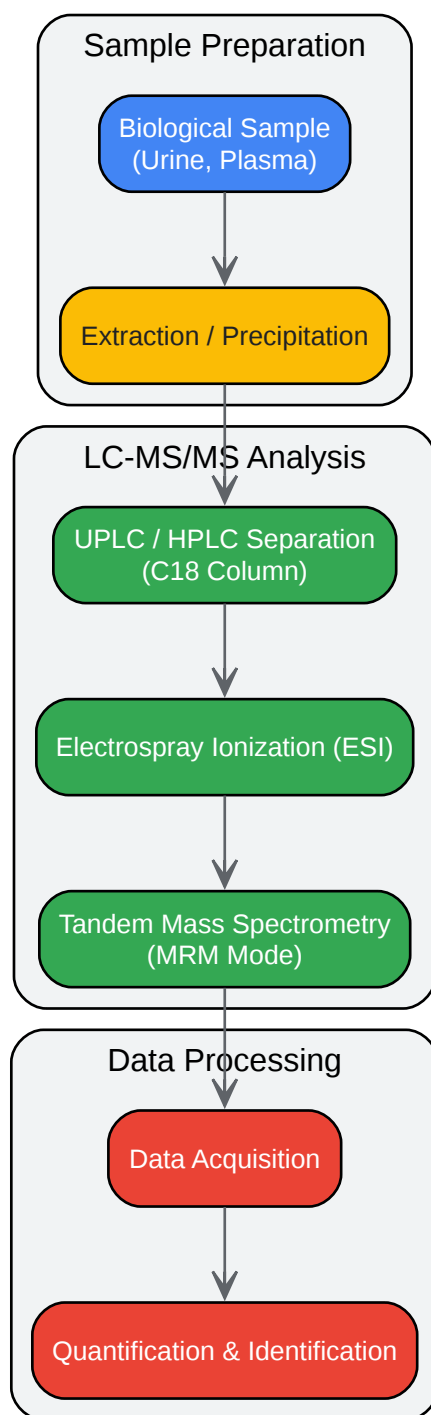 Sample Preparation
Biological Sample
(Urine, Plasma)
Extraction / Precipitation
LC-MS/MS Analysis
UPLC / HPLC Separation
(C18 Column)
Electrospray Ionization (ESI)
Tandem Mass Spectrometry
(MRM Mode)
Data Processing
Data Acquisition
Quantification & Identification